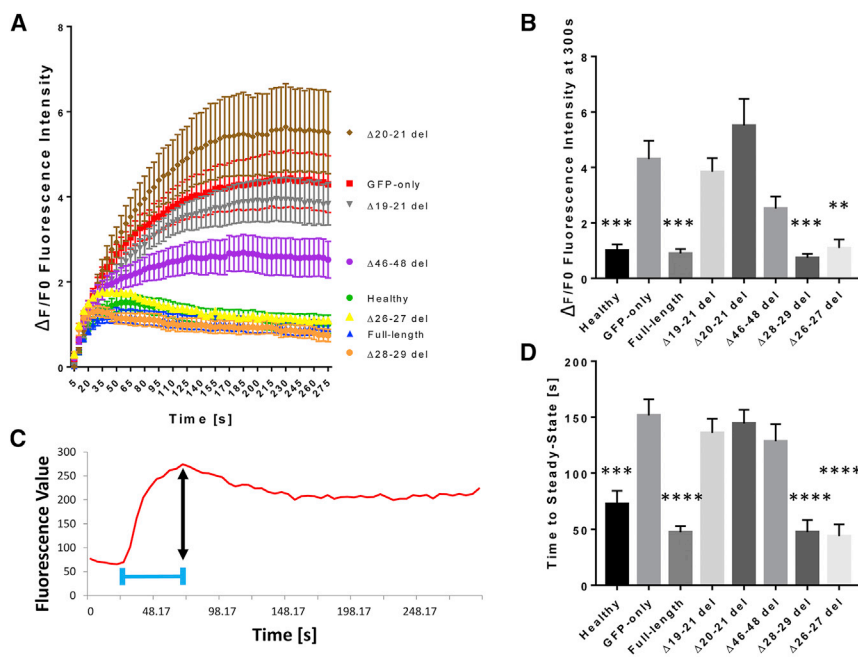 A
ΔF/F0 Fluorescence Intensity
8
6
4
2
0
5
20
35
50
65
80
95
110
125
140
155
170
185
200
215
230
245
260
275
Time [s]
Δ20-21 del
GFP-only
Δ19-21 del
Δ46-48 del
Healthy
Δ26-27 del
Full-length
Δ28-29 del
B
ΔF/F0 Fluorescence Intensity at 300s
8
6
4
2
0
***
***
***
**
Healthy
GFP-only
Full-length
Δ19-21 del
Δ20-21 del
Δ46-48 del
Δ28-29 del
Δ26-27 del
C
Fluorescence Value
300
250
200
150
100
50
0
0
48.17
98.17
148.17
198.17
248.17
Time [s]
D
Time to Steady-State [s]
200
150
100
50
0
***
****
****
****
Healthy
GFP-only
Full-length
Δ19-21 del
Δ20-21 del
Δ46-48 del
Δ28-29 del
Δ26-27 del